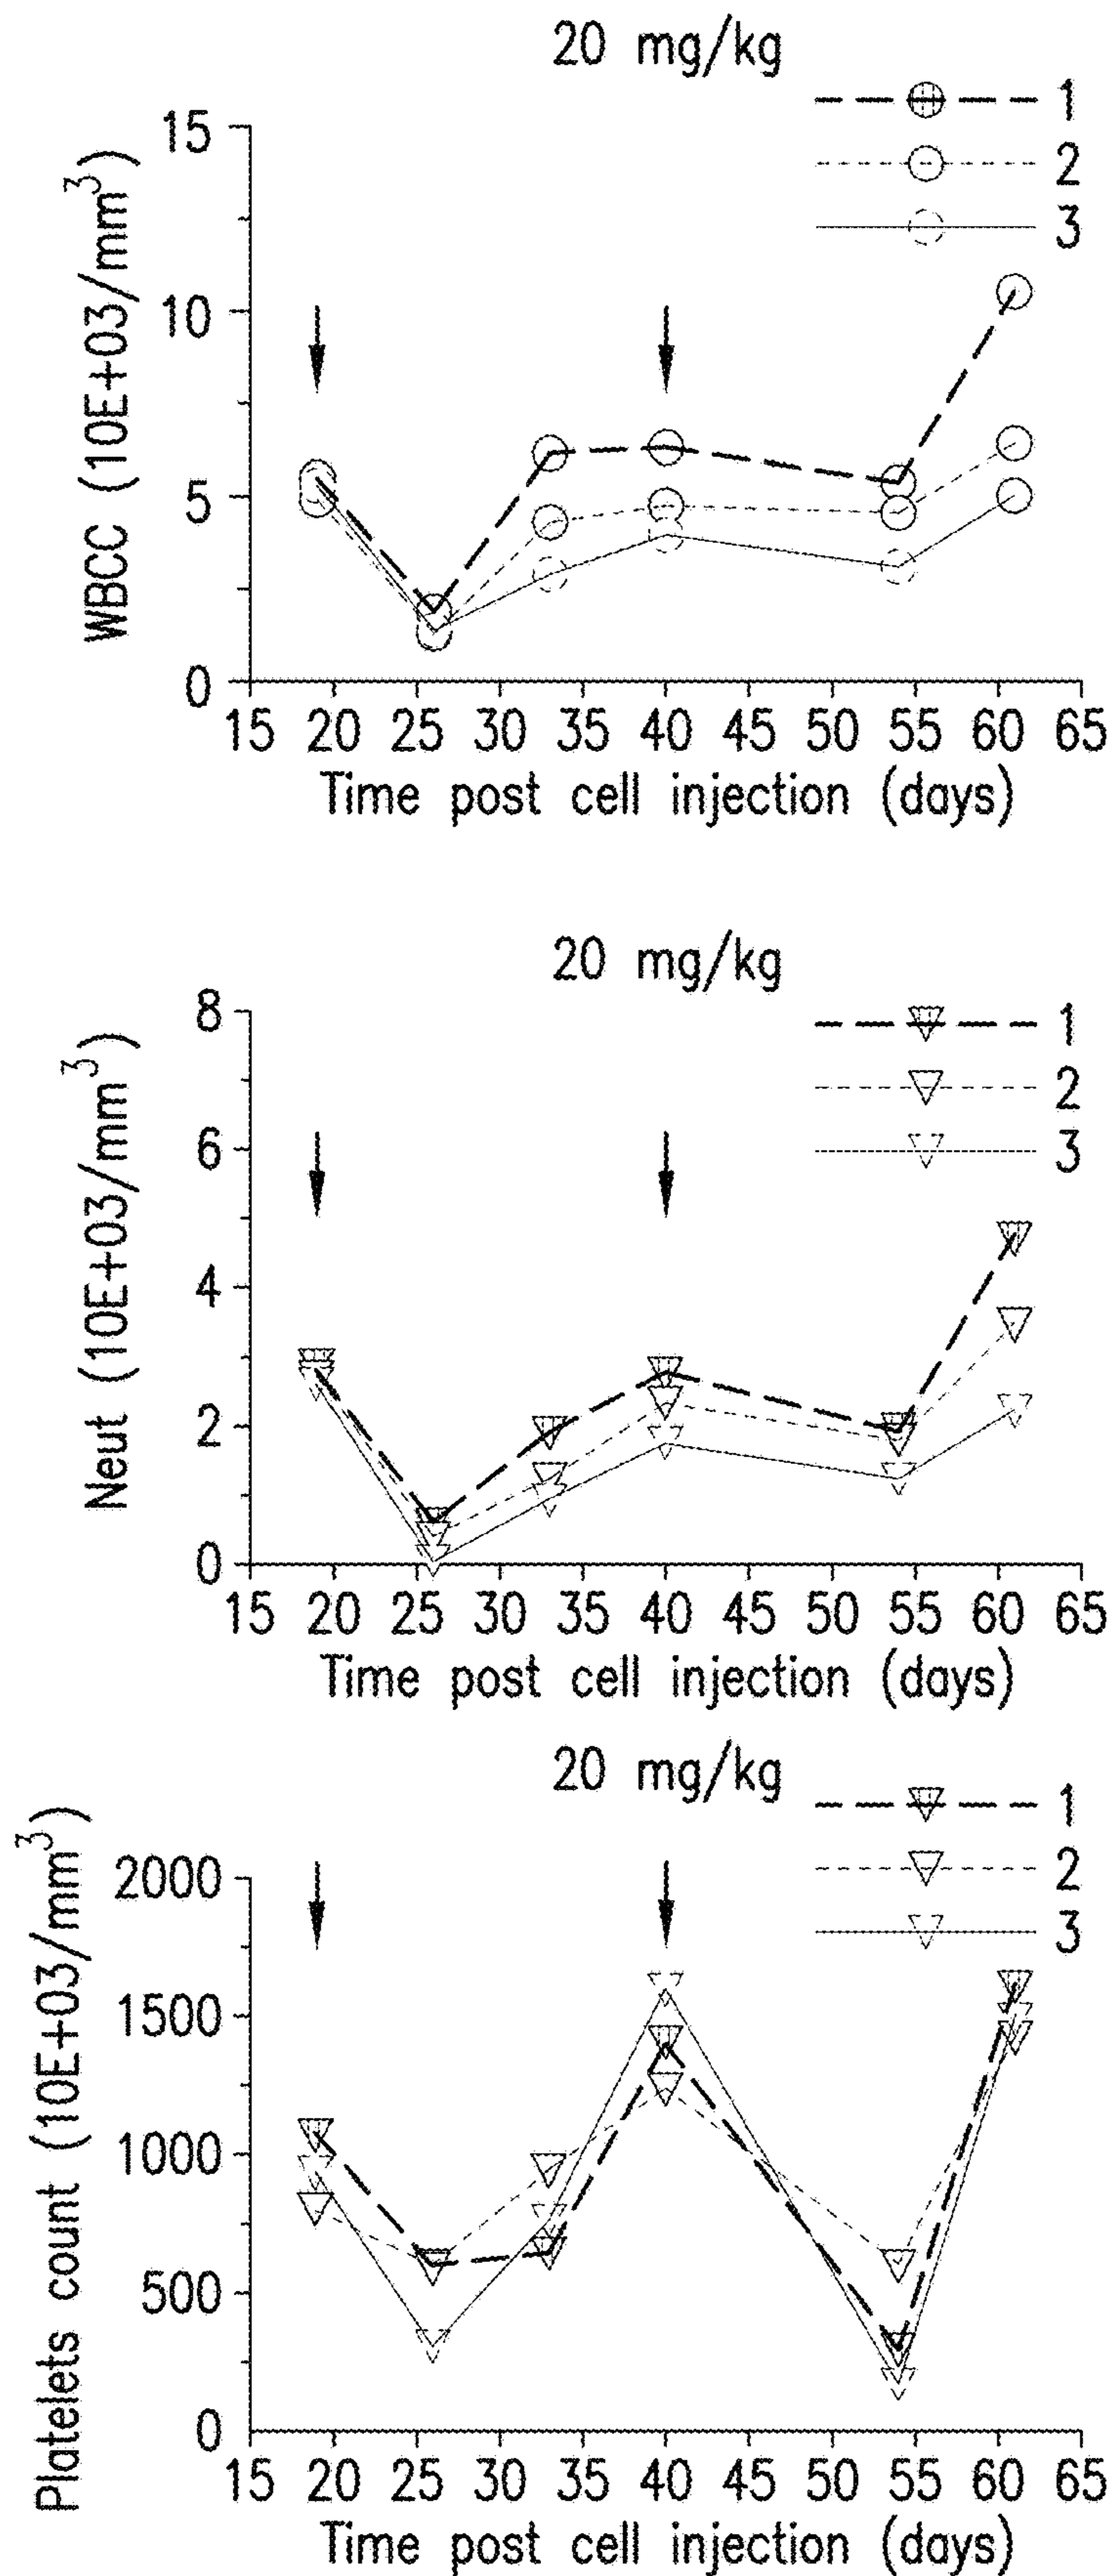 20 mg/kg
1
2
3
15
10
5
0
WBCC (10E+03/mm³)
15 20 25 30 35 40 45 50 55 60 65
Time post cell injection (days)
20 mg/kg
1
2
3
8
6
4
2
0
Neut (10E+03/mm³)
15 20 25 30 35 40 45 50 55 60 65
Time post cell injection (days)
20 mg/kg
1
2
3
2000
1500
1000
500
0
Platelets count (10E+03/mm³)
15 20 25 30 35 40 45 50 55 60 65
Time post cell injection (days)